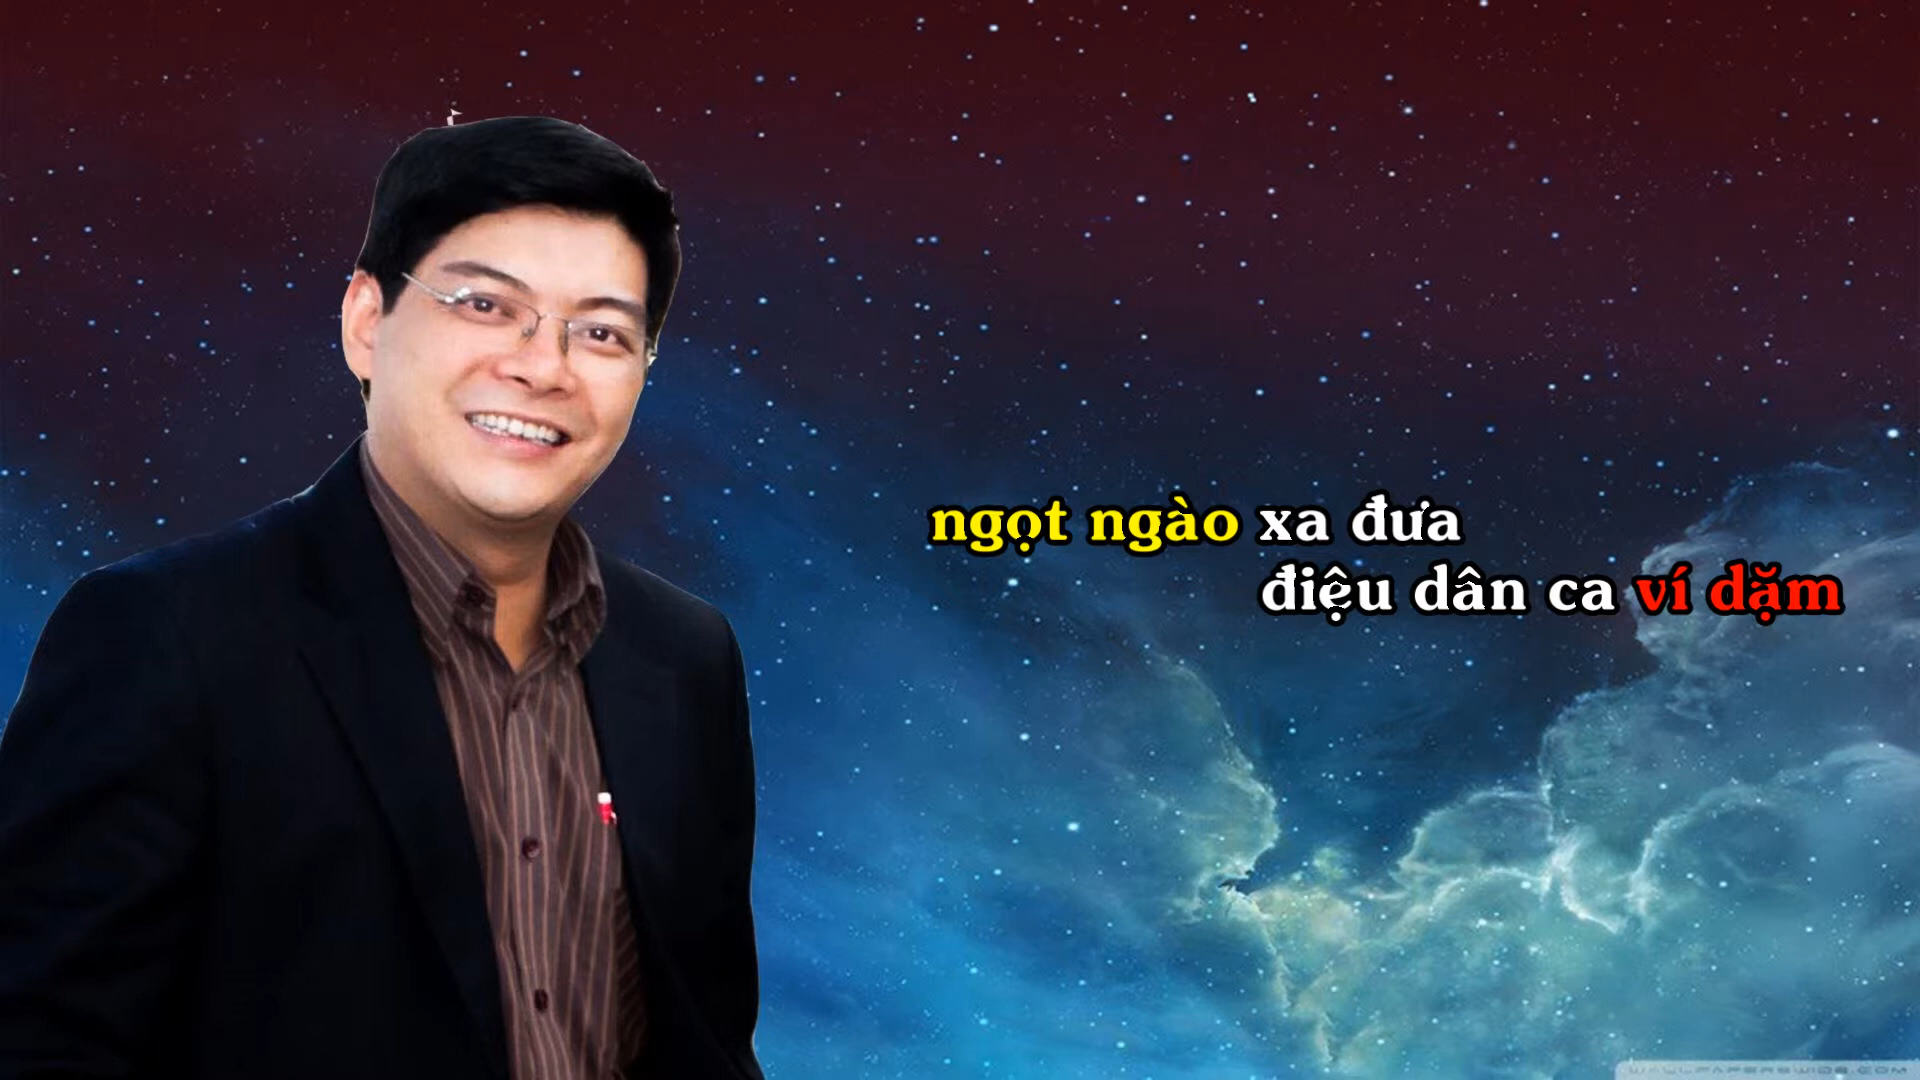 ngọt ngào xa đưa
điệu dân ca ví dặm